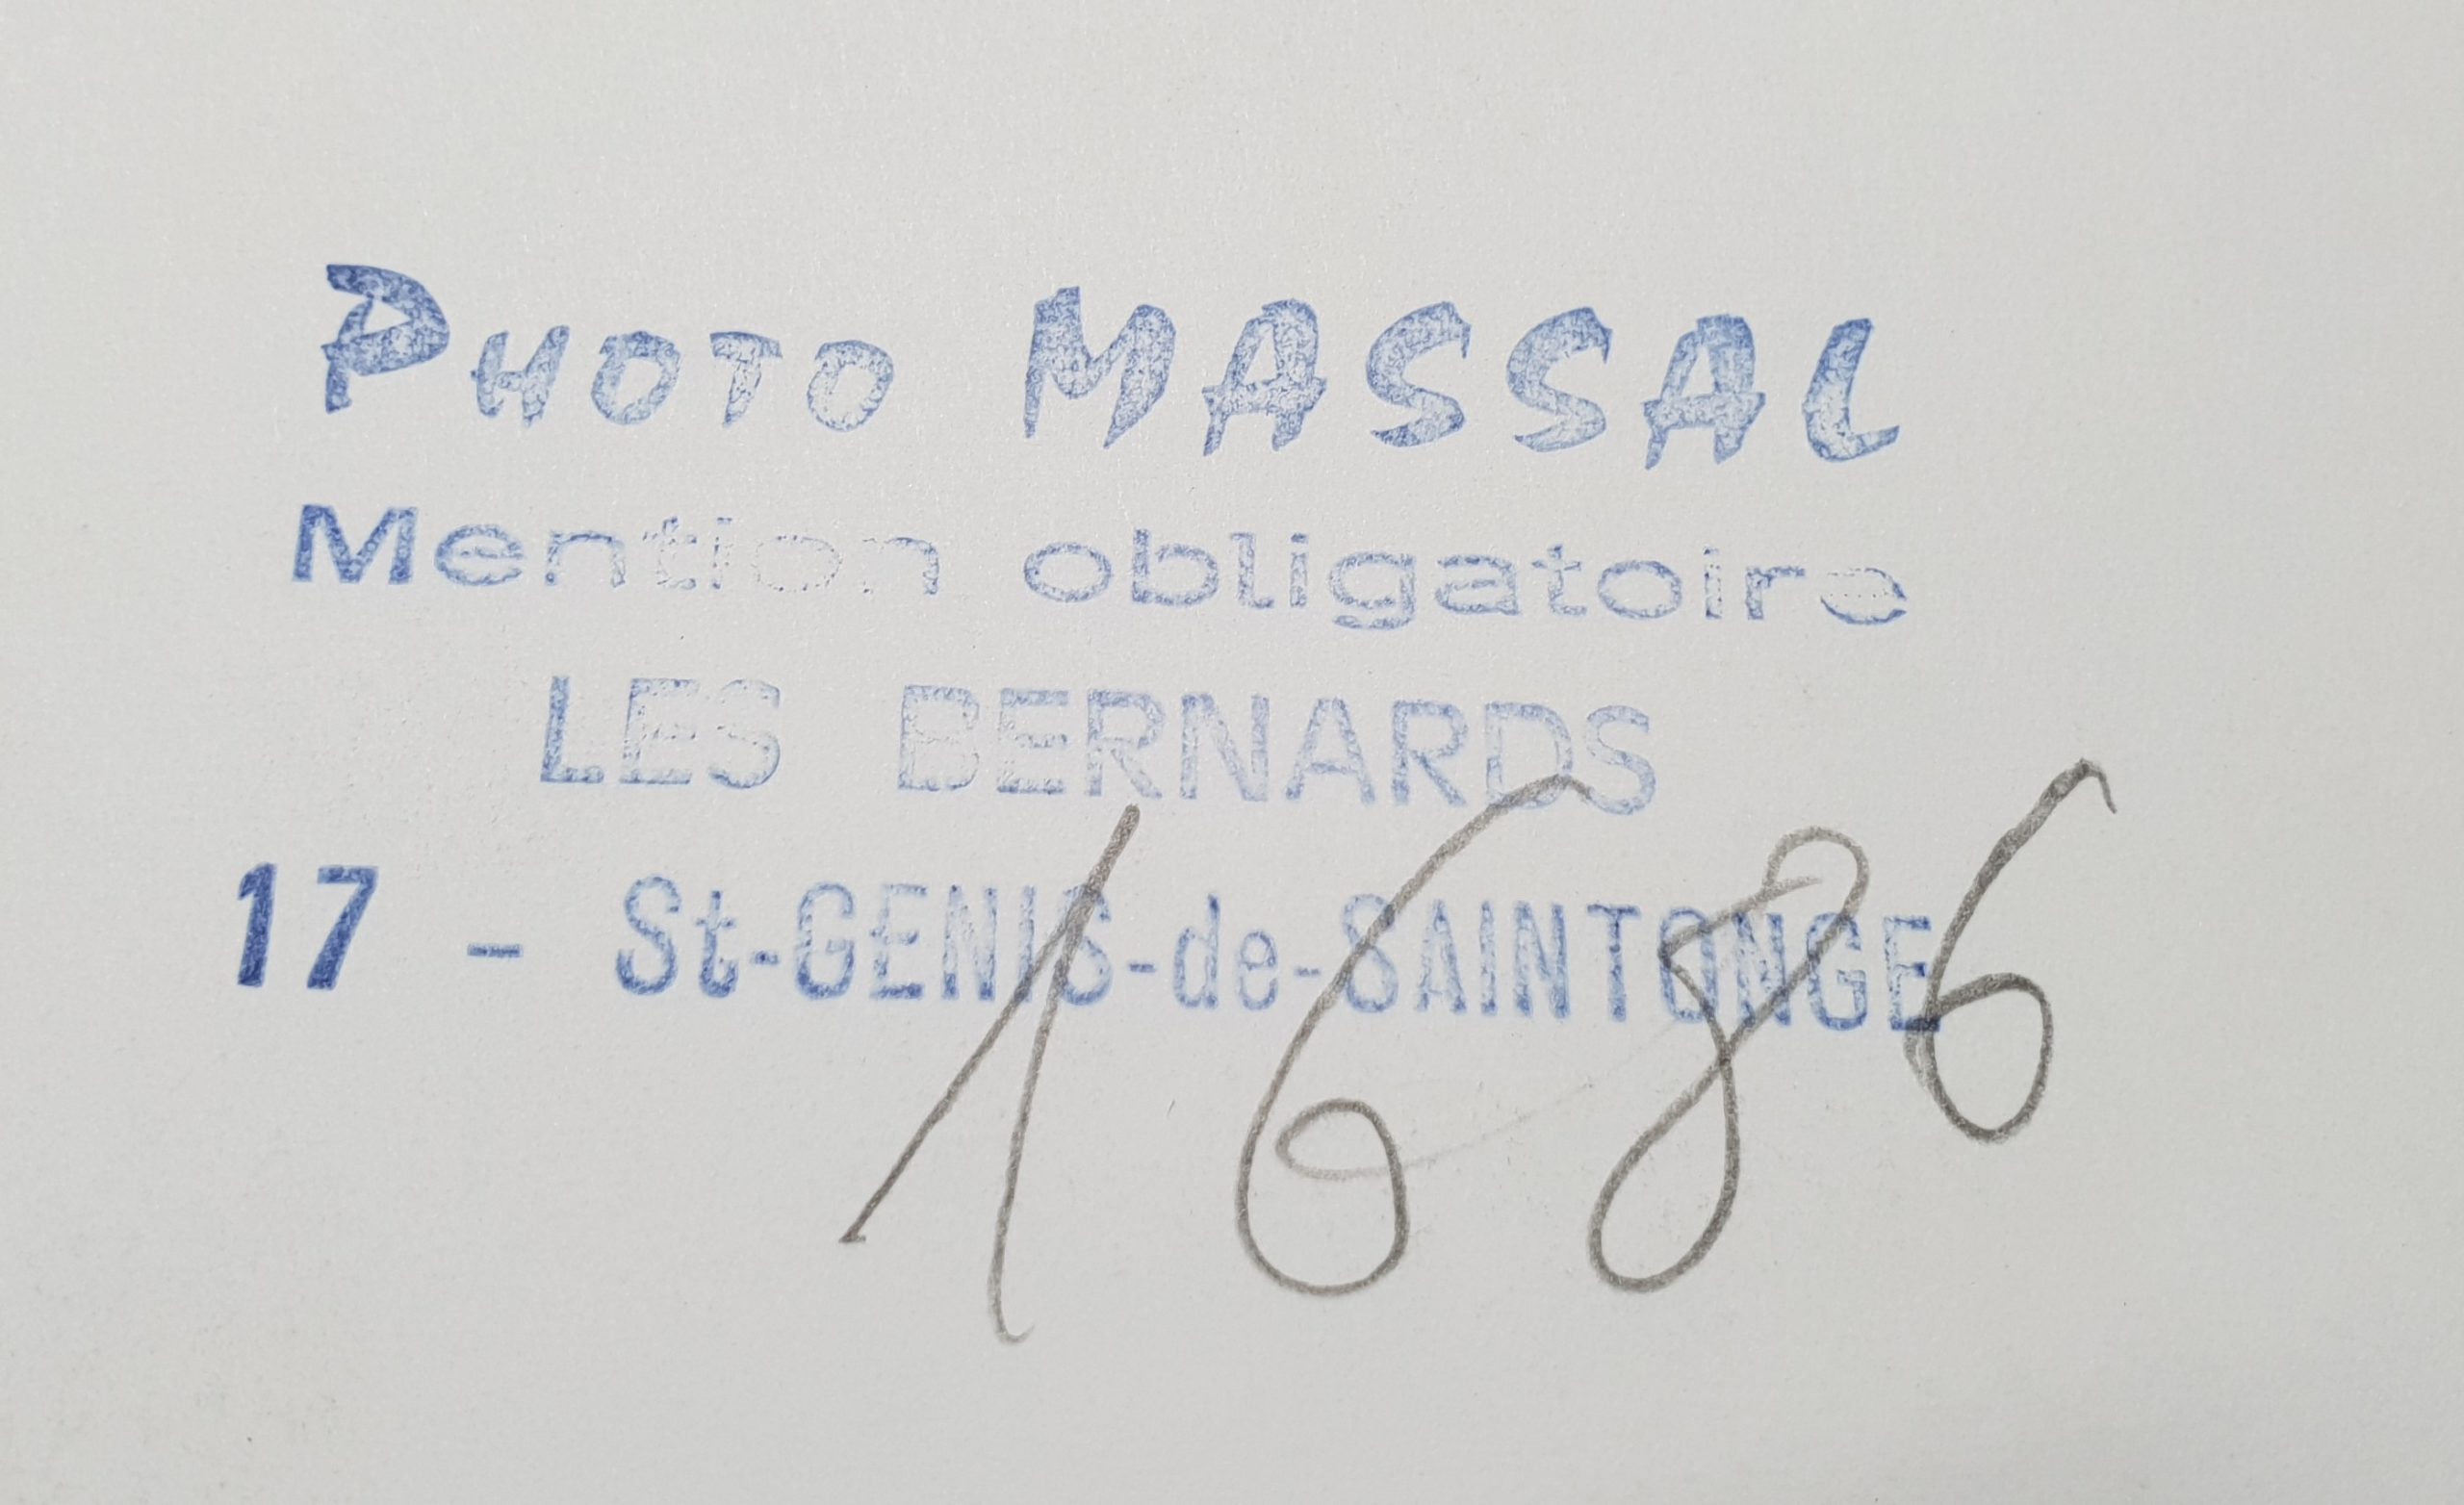 PHOTO MASSAL
Mention obligatoire
LES BERNARDS
17 - St-GENIS-de-SAINTONGE
1686